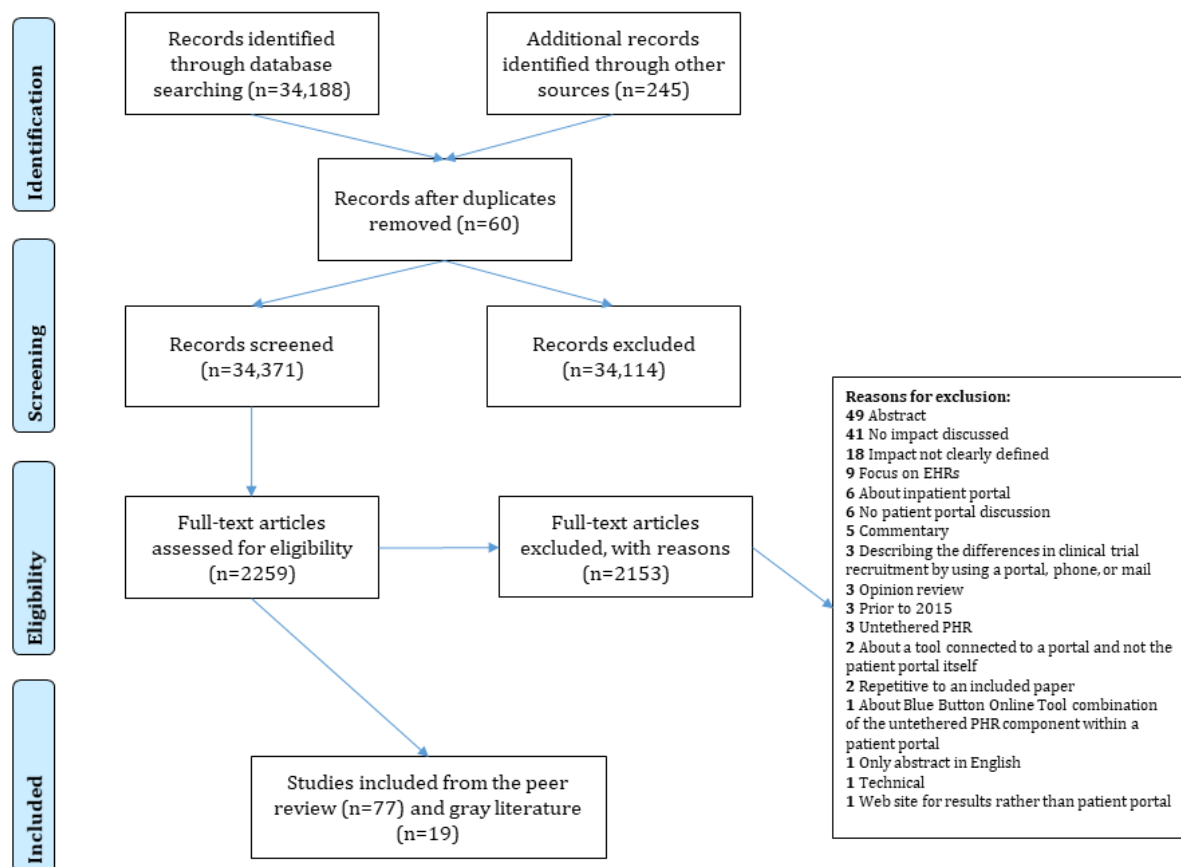 Identification
Records identified
through database
searching (n=34,188)
Additional records
identified through other
sources (n=245)
Records after duplicates
removed (n=60)
Screening
Records screened
(n=34,371)
Records excluded
(n=34,114)
Eligibility
Full-text articles
assessed for eligibility
(n=2259)
Full-text articles
excluded, with reasons
(n=2153)
Reasons for exclusion:
49 Abstract
41 No impact discussed
18 Impact not clearly defined
9 Focus on EHRs
6 About inpatient portal
6 No patient portal discussion
5 Commentary
3 Describing the differences in clinical trial
recruitment by using a portal, phone, or mail
3 Opinion review
3 Prior to 2015
3 Untethered PHR
2 About a tool connected to a portal and not the
patient portal itself
2 Repetitive to an included paper
1 About Blue Button Online Tool combination
of the untethered PHR component within a
patient portal
1 Only abstract in English
1 Technical
1 Web site for results rather than patient portal
Included
Studies included from the peer
review (n=77) and gray literature
(n=19)